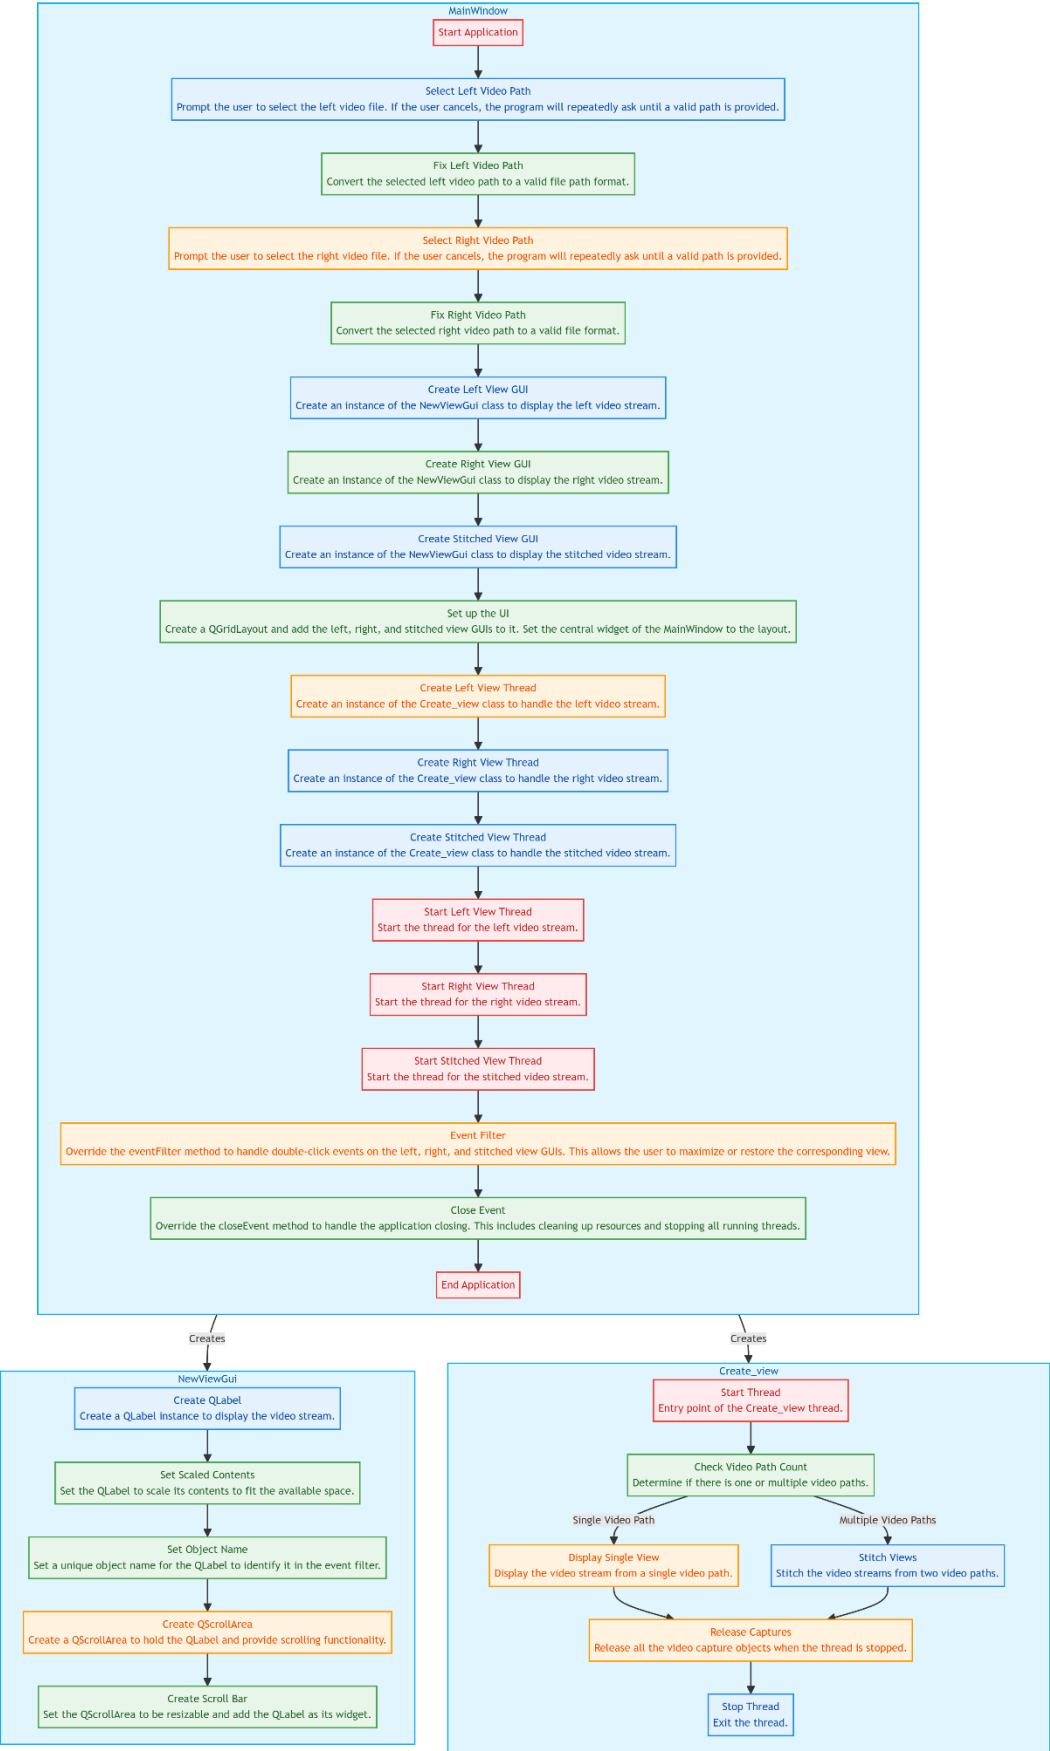 MainWindow
Start Application
Select Left Video Path
Prompt the user to select the left video file. If the user cancels, the program will repeatedly ask until a valid path is provided.
Fix Left Video Path
Convert the selected left video path to a valid file path format.
Select Right Video Path
Prompt the user to select the right video file. If the user cancels, the program will repeatedly ask until a valid path is provided.
Fix Right Video Path
Convert the selected right video path to a valid file format.
Create Left View GUI
Create an instance of the NewViewGui class to display the left video stream.
Create Right View GUI
Create an instance of the NewViewGui class to display the right video stream.
Create Stitched View GUI
Create an instance of the NewViewGui class to display the stitched video stream.
Set up the UI
Create a QGridLayout and add the left, right, and stitched view GUIs to it. Set the central widget of the MainWindow to the layout.
Create Left View Thread
Create an instance of the Create_view class to handle the left video stream.
Create Right View Thread
Create an instance of the Create_view class to handle the right video stream.
Create Stitched View Thread
Create an instance of the Create_view class to handle the stitched video stream.
Start Left View Thread
Start the thread for the left video stream.
Start Right View Thread
Start the thread for the right video stream.
Start Stitched View Thread
Start the thread for the stitched video stream.
Event Filter
Override the eventFilter method to handle double-click events on the left, right, and stitched view GUIs. This allows the user to maximize or restore the corresponding view.
Close Event
Override the closeEvent method to handle the application closing. This includes cleaning up resources and stopping all running threads.
End Application
Creates
Creates
NewViewGui
Create QLabel
Create a QLabel instance to display the video stream.
Set Scaled Contents
Set the QLabel to scale its contents to fit the available space.
Set Object Name
Set a unique object name for the QLabel to identify it in the event filter.
Create QScrollArea
Create a QScrollArea to hold the QLabel and provide scrolling functionality.
Create Scroll Bar
Set the QScrollArea to be resizable and add the QLabel as its widget.
Create_view
Start Thread
Entry point of the Create_view thread.
Check Video Path Count
Determine if there is one or multiple video paths.
Single Video Path
Multiple Video Paths
Display Single View
Display the video stream from a single video path.
Stitch Views
Stitch the video streams from two video paths.
Release Captures
Release all the video capture objects when the thread is stopped.
Stop Thread
Exit the thread.